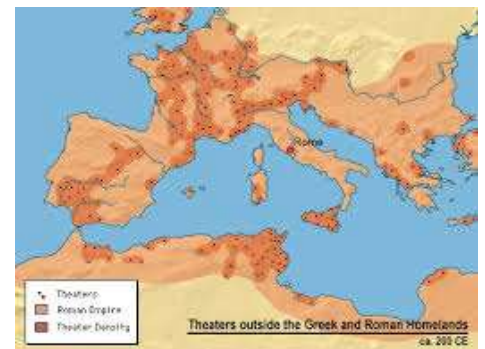 Rome
Theaters
Roman Empire
Theater Density
Theaters outside the Greek and Roman Homelands
ca. 200 CE